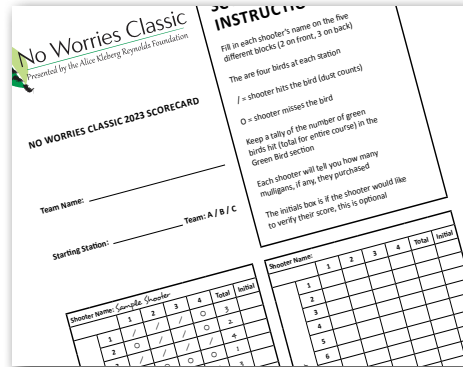 No Worries Classic
Presented by the Alice Kleberg Reynolds Foundation
NO WORRIES CLASSIC 2023 SCORECARD
Team Name:
Starting Station: Team: A / B / C
INSTRUCTIO
Fill in each shooter's name on the five
different blocks (2 on front, 3 on back)
The are four birds at each station
/ = shooter hits the bird (dust counts)
O = shooter misses the bird
Keep a tally of the number of green
birds hit (total for entire course) in the
Green Bird section
Each shooter will tell you how many
mulligans, if any, they purchased
The initials box is if the shooter would like
to verify their score, this is optional
Shooter Name: Sample Shooter
1 2 3 4 Total Initial
1 / / / O 3
2 O / / O 2
3
4
Shooter Name:
1 2 3 4 Total Initial
1
2
3
4
5
6